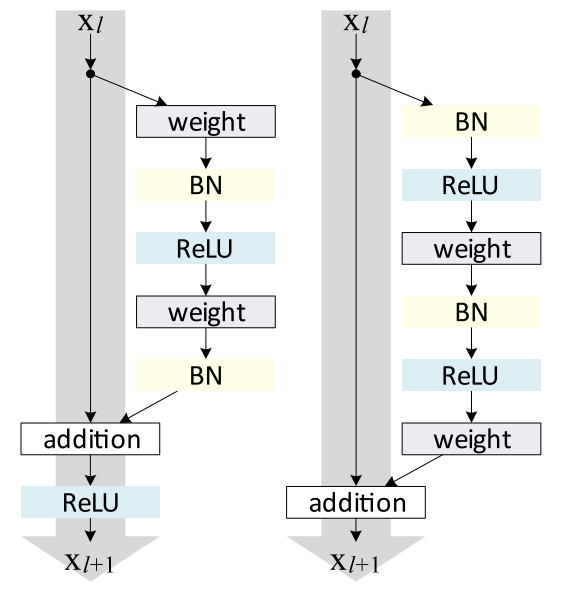 x_l
weight
BN
ReLU
weight
BN
addition
ReLU
x_{l+1}
x_l
BN
ReLU
weight
BN
ReLU
weight
addition
x_{l+1}